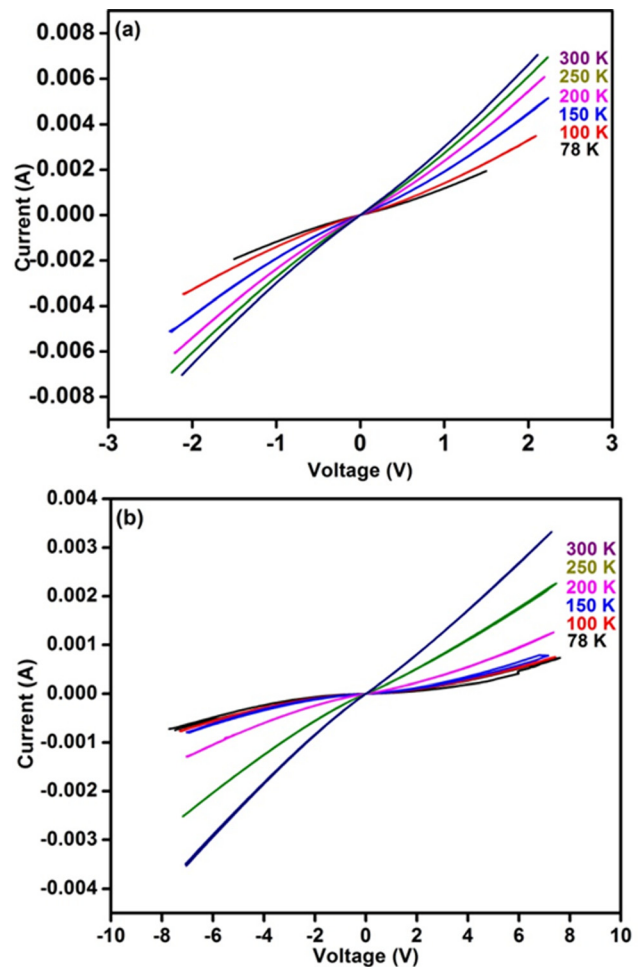 (a)
0.008
0.006
0.004
0.002
0.000
-0.002
-0.004
-0.006
-0.008
Current (A)
300 K
250 K
200 K
150 K
100 K
78 K
-3 -2 -1 0 1 2 3
Voltage (V)
(b)
0.004
0.003
0.002
0.001
0.000
-0.001
-0.002
-0.003
-0.004
Current (A)
300 K
250 K
200 K
150 K
100 K
78 K
-10 -8 -6 -4 -2 0 2 4 6 8 10
Voltage (V)